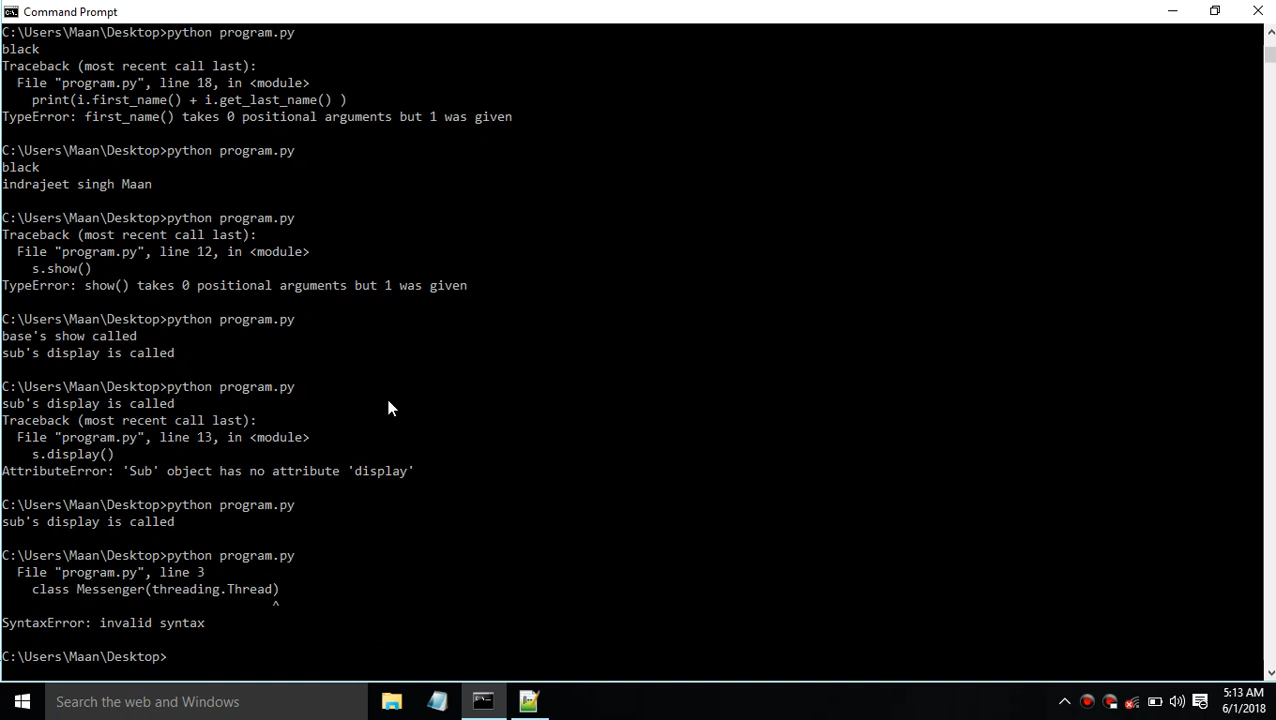 Command Prompt
C:\Users\Maan\Desktop>python program.py
black
Traceback (most recent call last):
  File "program.py", line 18, in <module>
    print(i.first_name() + i.get_last_name() )
TypeError: first_name() takes 0 positional arguments but 1 was given
C:\Users\Maan\Desktop>python program.py
black
indrajeet singh Maan
C:\Users\Maan\Desktop>python program.py
Traceback (most recent call last):
  File "program.py", line 12, in <module>
    s.show()
TypeError: show() takes 0 positional arguments but 1 was given
C:\Users\Maan\Desktop>python program.py
base's show called
sub's display is called
C:\Users\Maan\Desktop>python program.py
sub's display is called
Traceback (most recent call last):
  File "program.py", line 13, in <module>
    s.display()
AttributeError: 'Sub' object has no attribute 'display'
C:\Users\Maan\Desktop>python program.py
sub's display is called
C:\Users\Maan\Desktop>python program.py
  File "program.py", line 3
    class Messenger(threading.Thread)
                                    ^
SyntaxError: invalid syntax
C:\Users\Maan\Desktop>
Search the web and Windows
5:13 AM
6/1/2018